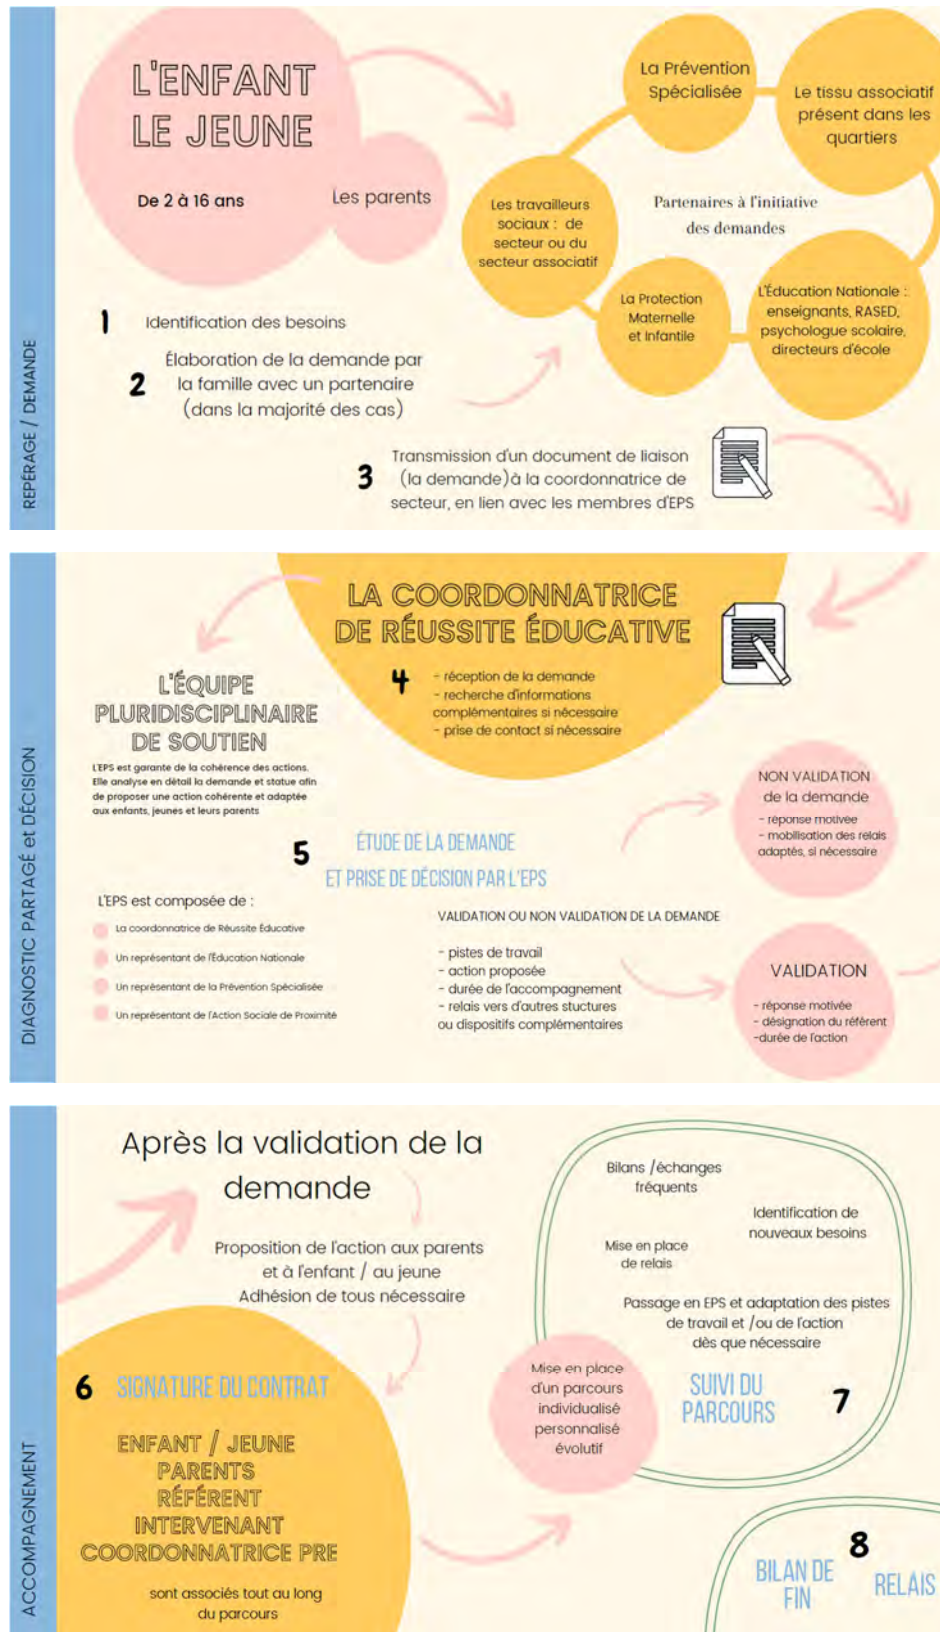 REPÉRAGE / DEMANDE
L'ENFANT
LE JEUNE
De 2 à 16 ans
Les parents
La Prévention
Spécialisée
Le tissu associatif
présent dans les
quartiers
Les travailleurs
sociaux : de
secteur ou du
secteur associatif
Partenaires à l'initiative
des demandes
La Protection
Maternelle
et Infantile
L'Éducation Nationale :
enseignants, RASED,
psychologue scolaire,
directeurs d'école
1
Identification des besoins
2
Élaboration de la demande par
la famille avec un partenaire
(dans la majorité des cas)
3
Transmission d'un document de liaison
(la demande)à la coordonnatrice de
secteur, en lien avec les membres d'EPS
DIAGNOSTIC PARTAGÉ et DÉCISION
LA COORDONNATRICE
DE RÉUSSITE ÉDUCATIVE
4
- réception de la demande
- recherche d'informations
complémentaires si nécessaire
- prise de contact si nécessaire
L'ÉQUIPE
PLURIDISCIPLINAIRE
DE SOUTIEN
L'EPS est garante de la cohérence des actions.
Elle analyse en détail la demande et statue afin
de proposer une action cohérente et adaptée
aux enfants, jeunes et leurs parents
5
ÉTUDE DE LA DEMANDE
ET PRISE DE DÉCISION PAR L'EPS
NON VALIDATION
de la demande
- réponse motivée
- mobilisation des relais
adaptés, si nécessaire
L'EPS est composée de :
La coordonnatrice de Réussite Éducative
Un représentant de l'Éducation Nationale
Un représentant de la Prévention Spécialisée
Un représentant de l'Action Sociale de Proximité
VALIDATION OU NON VALIDATION DE LA DEMANDE
- pistes de travail
- action proposée
- durée de l'accompagnement
- relais vers d'autres stuctures
ou dispositifs complémentaires
VALIDATION
- réponse motivée
- désignation du référent
-durée de l'action
ACCOMPAGNEMENT
Après la validation de la
demande
Proposition de l'action aux parents
et à l'enfant / au jeune
Adhésion de tous nécessaire
6
SIGNATURE DU CONTRAT
ENFANT / JEUNE
PARENTS
RÉFÉRENT
INTERVENANT
COORDONNATRICE PRE
sont associés tout au long
du parcours
Bilans /échanges
fréquents
Identification de
nouveaux besoins
Mise en place
de relais
Passage en EPS et adaptation des pistes
de travail et /ou de l'action
dès que nécessaire
Mise en place
d'un parcours
individualisé
personnalisé
évolutif
SUIVI DU
PARCOURS
7
8
BILAN DE
FIN
RELAIS